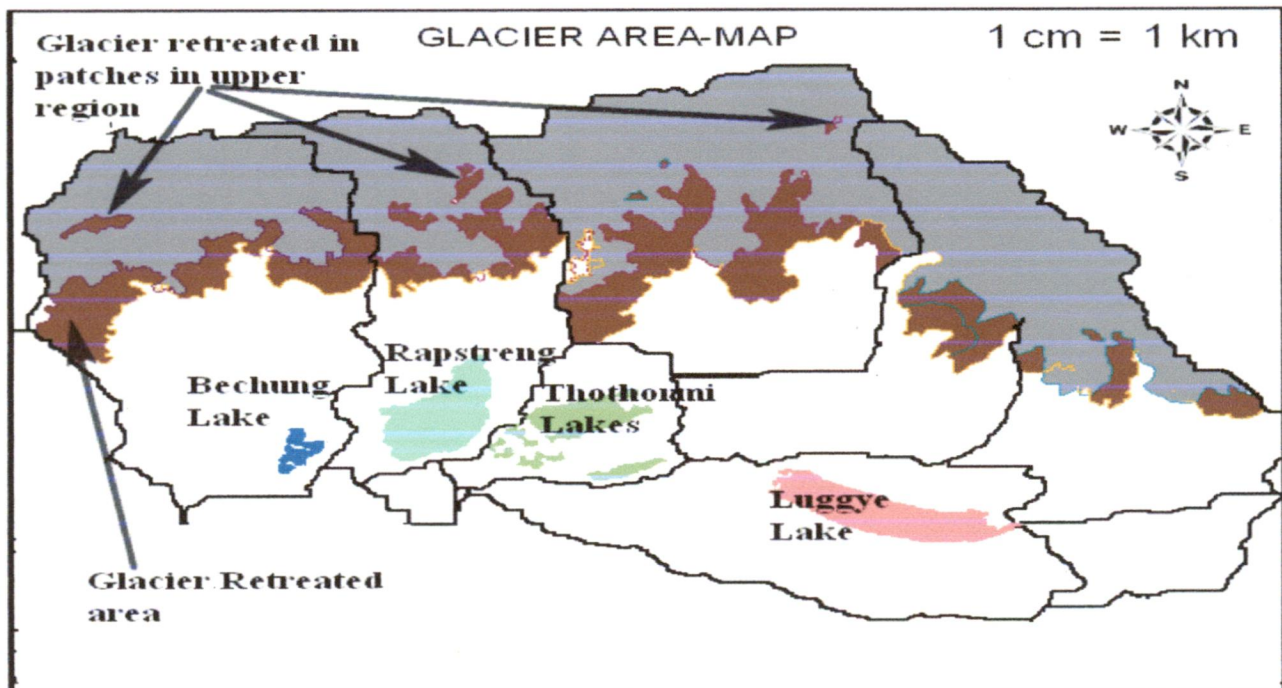 Glacier retreated in
patches in upper
region
GLACIER AREA-MAP
1 cm = 1 km
N
W
E
S
Rapstreng
Lake
Bechung
Lake
Thothormi
Lakes
Luggye
Lake
Glacier Retreated
area